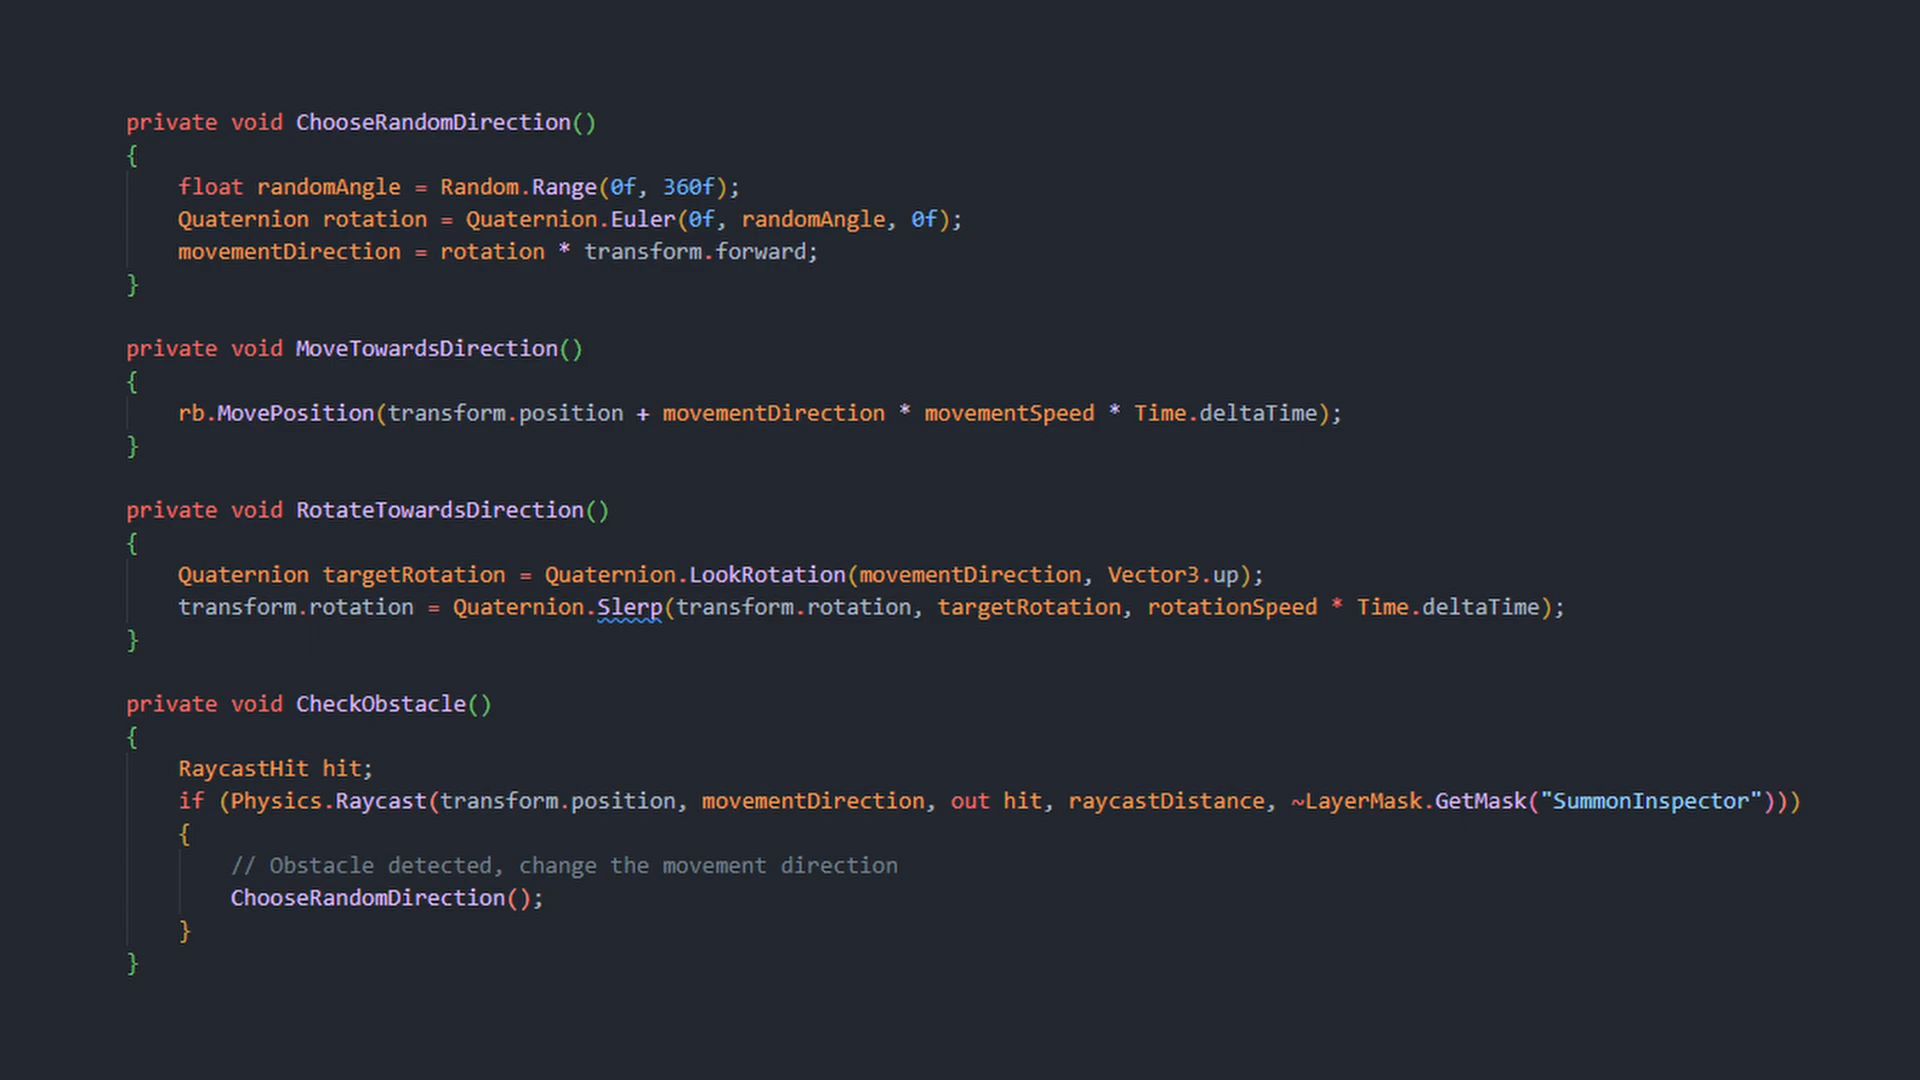 private void ChooseRandomDirection()
{
    float randomAngle = Random.Range(0f, 360f);
    Quaternion rotation = Quaternion.Euler(0f, randomAngle, 0f);
    movementDirection = rotation * transform.forward;
}

private void MoveTowardsDirection()
{
    rb.MovePosition(transform.position + movementDirection * movementSpeed * Time.deltaTime);
}

private void RotateTowardsDirection()
{
    Quaternion targetRotation = Quaternion.LookRotation(movementDirection, Vector3.up);
    transform.rotation = Quaternion.Slerp(transform.rotation, targetRotation, rotationSpeed * Time.deltaTime);
}

private void CheckObstacle()
{
    RaycastHit hit;
    if (Physics.Raycast(transform.position, movementDirection, out hit, raycastDistance, ~LayerMask.GetMask("SummonInspector")))
    {
        // Obstacle detected, change the movement direction
        ChooseRandomDirection();
    }
}